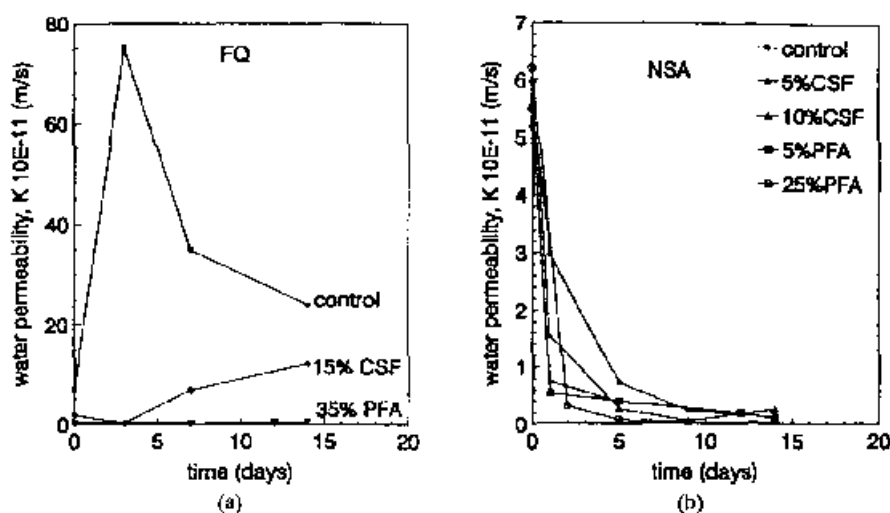 80
60
40
20
0
water permeability, K 10E-11 (m/s)
FQ
control
15% CSF
35% PFA
0 5 10 15 20
time (days)
(a)
7
6
5
4
3
2
1
0
water permeability, K 10E-11 (m/s)
NSA
control
5%CSF
10%CSF
5%PFA
25%PFA
0 5 10 15 20
time (days)
(b)